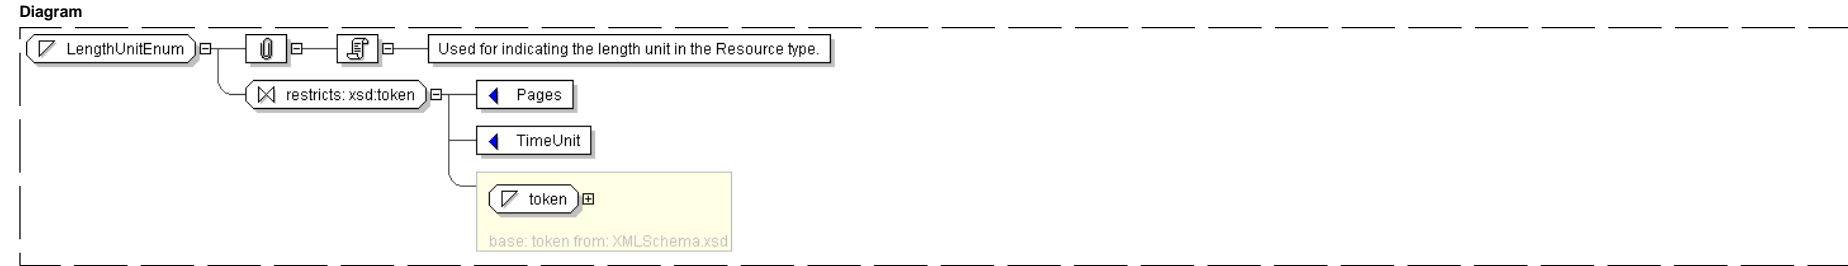 Diagram
LengthUnitEnum
Used for indicating the length unit in the Resource type.
restricts: xsd:token
Pages
TimeUnit
token
base: token from: XMLSchema.xsd